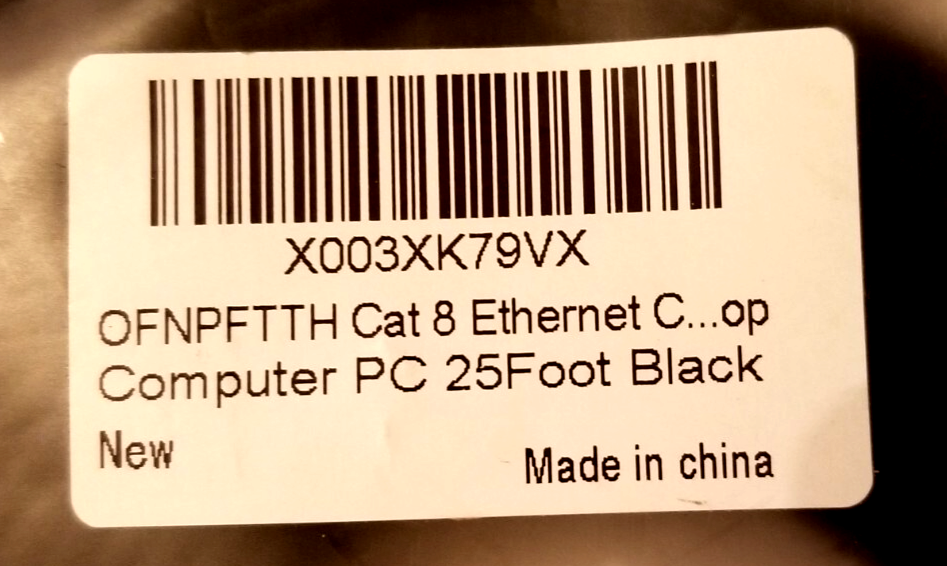 X003XK79VX
OFNPFTTH Cat 8 Ethernet C...op
Computer PC 25Foot Black
New
Made in china